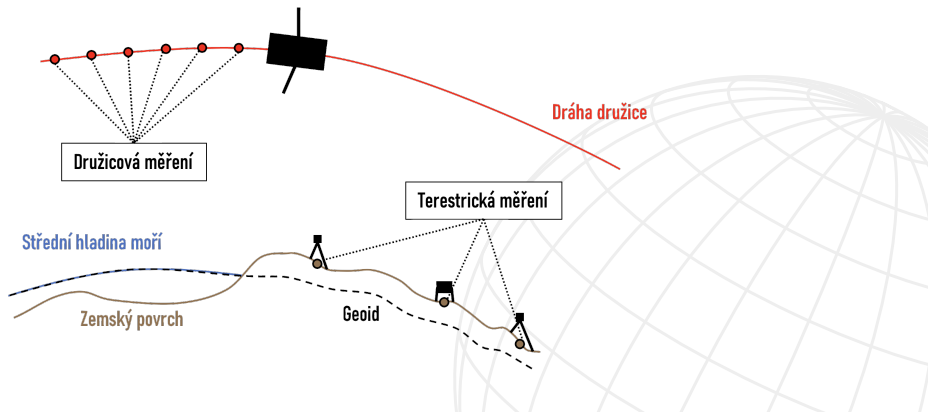 Dráha družice
Družicová měření
Terestrická měření
Střední hladina moří
Geoid
Zemský povrch